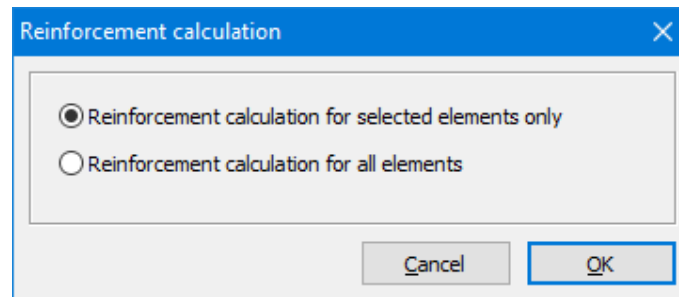 Reinforcement calculation
Reinforcement calculation for selected elements only
Reinforcement calculation for all elements
Cancel OK